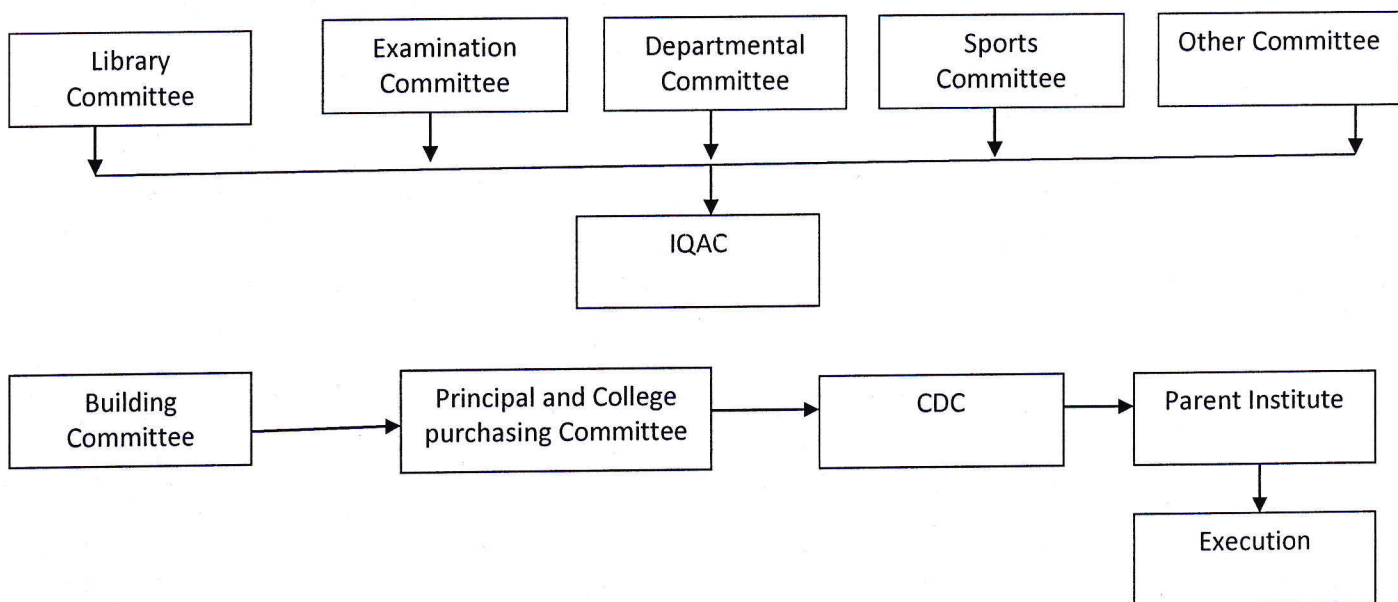 Library
Committee
Examination
Committee
Departmental
Committee
Sports
Committee
Other Committee
IQAC
Building
Committee
Principal and College
purchasing Committee
CDC
Parent Institute
Execution